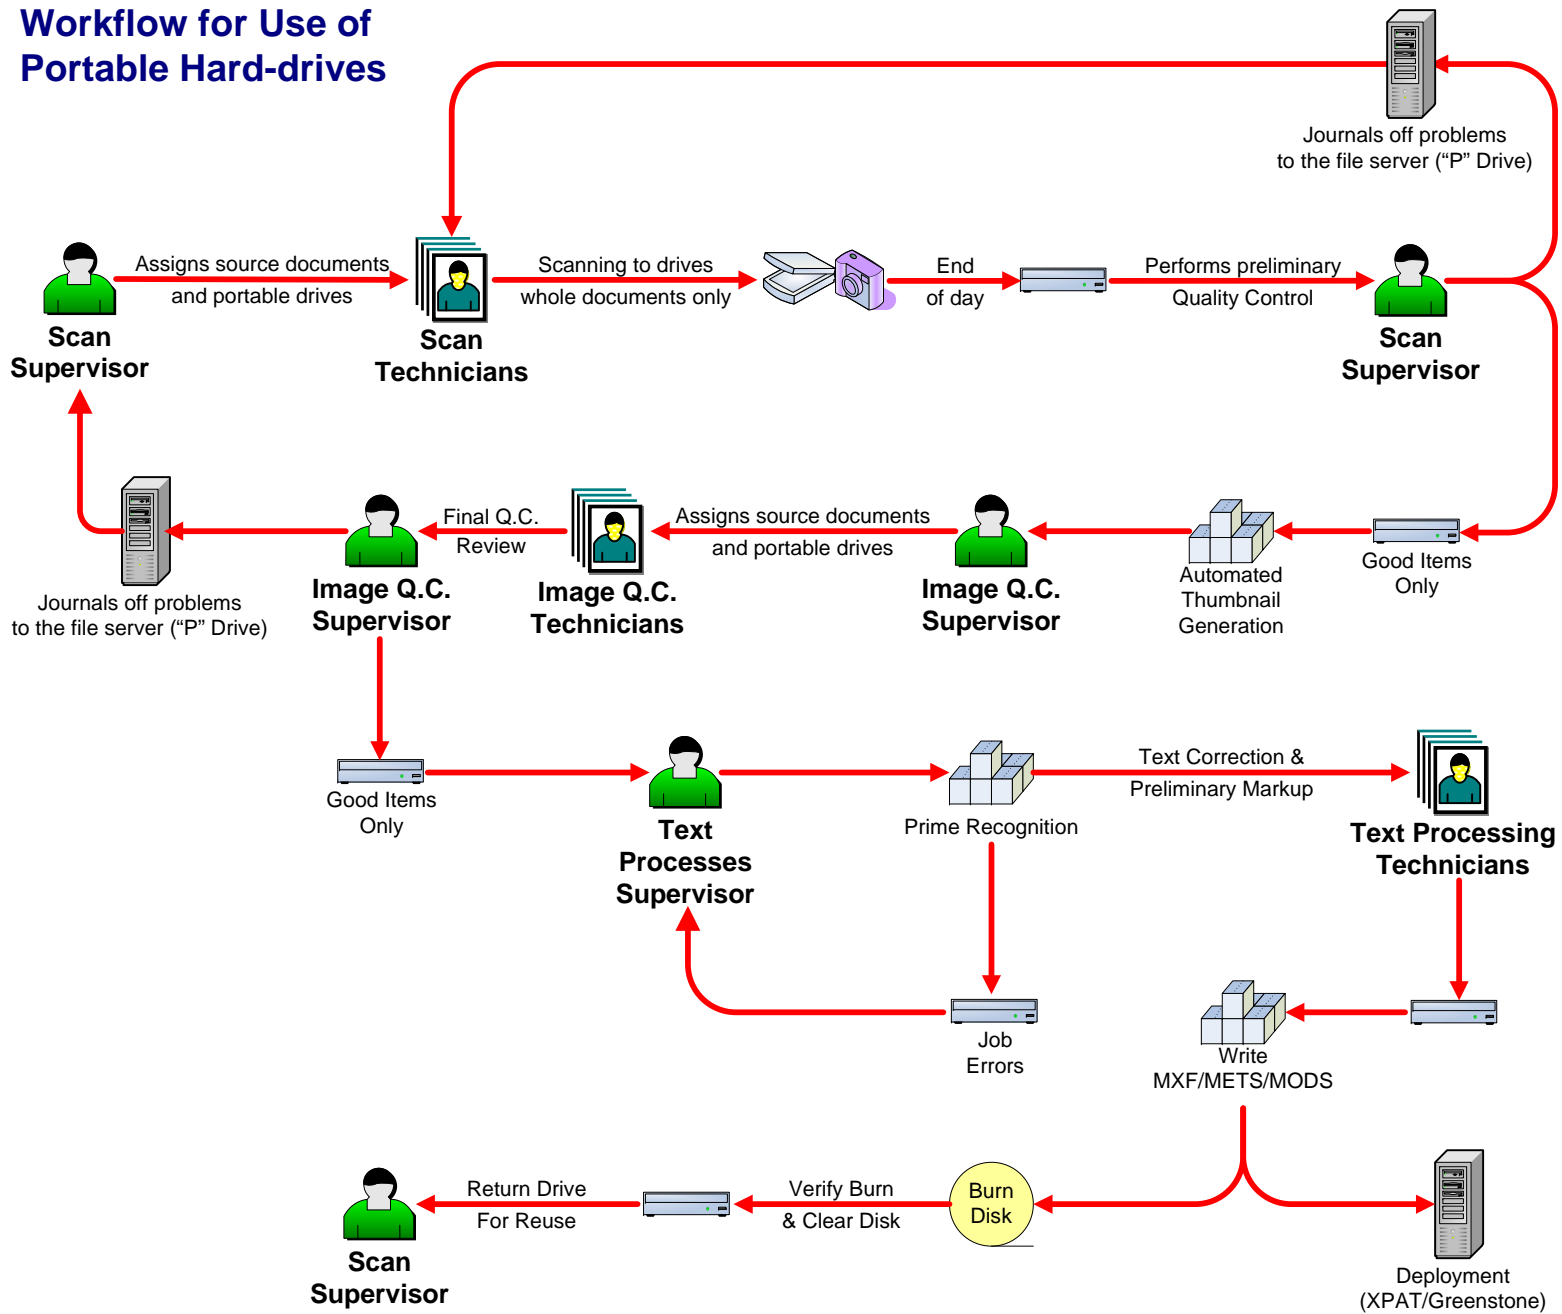 Workflow for Use of
Portable Hard-drives
Journals off problems
to the file server (“P” Drive)
Assigns source documents
and portable drives
Scanning to drives
whole documents only
End
of day
Performs preliminary
Quality Control
Scan
Supervisor
Scan
Technicians
Scan
Supervisor
Journals off problems
to the file server (“P” Drive)
Final Q.C.
Review
Assigns source documents
and portable drives
Image Q.C.
Supervisor
Image Q.C.
Technicians
Image Q.C.
Supervisor
Automated
Thumbnail
Generation
Good Items
Only
Good Items
Only
Text
Processes
Supervisor
Prime Recognition
Text Correction &
Preliminary Markup
Text Processing
Technicians
Job
Errors
Write
MXF/METS/MODS
Scan
Supervisor
Return Drive
For Reuse
Verify Burn
& Clear Disk
Burn
Disk
Deployment
(XPAT/Greenstone)